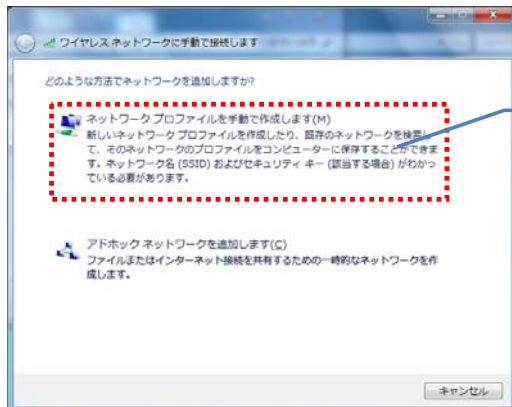 ワイヤレス ネットワークに手動で接続します
どのような方法でネットワークを追加しますか?
ネットワーク プロファイルを手動で作成します(M)
新しいネットワーク プロファイルを作成したり、既存のネットワークを検索し
て、そのネットワークのプロファイルをコンピューターに保存することができま
す。ネットワーク名 (SSID) およびセキュリティ キー (該当する場合) がわかっ
ている必要があります。
アドホック ネットワークを追加します(C)
ファイルまたはインターネット接続を共有するための一時的なネットワークを作
成します。
キャンセル